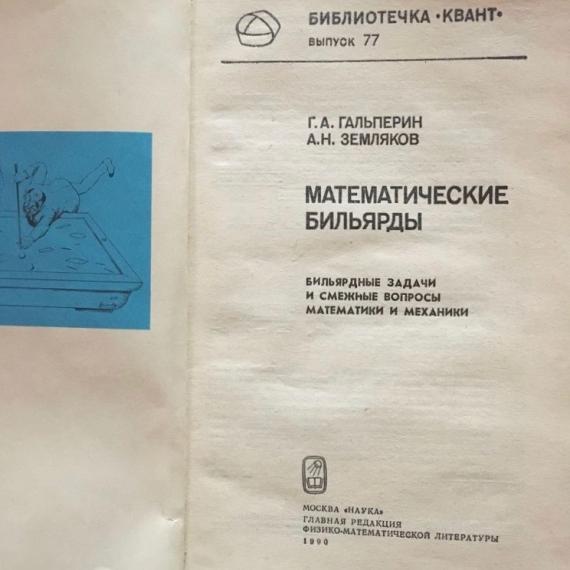 БИБЛИОТЕЧКА •КВАНТ•
ВЫПУСК 77
Г. А. ГАЛЬПЕРИН
А. Н. ЗЕМЛЯКОВ
МАТЕМАТИЧЕСКИЕ
БИЛЬЯРДЫ
БИЛЬЯРДНЫЕ ЗАДАЧИ
И СМЕЖНЫЕ ВОПРОСЫ
МАТЕМАТИКИ И МЕХАНИКИ
МОСКВА «НАУКА»
ГЛАВНАЯ РЕДАКЦИЯ
ФИЗИКО-МАТЕМАТИЧЕСКОЙ ЛИТЕРАТУРЫ
1990